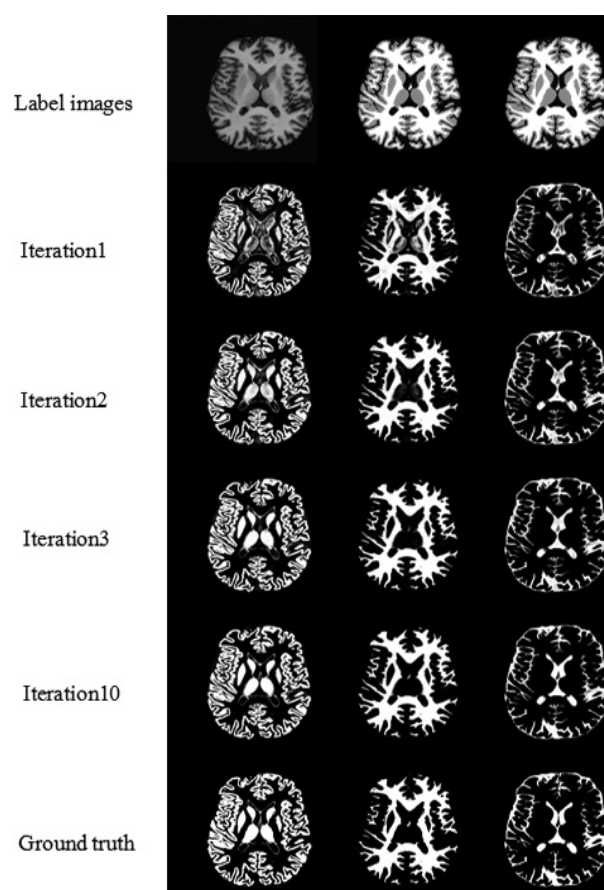 Label images
Iteration1
Iteration2
Iteration3
Iteration10
Ground truth